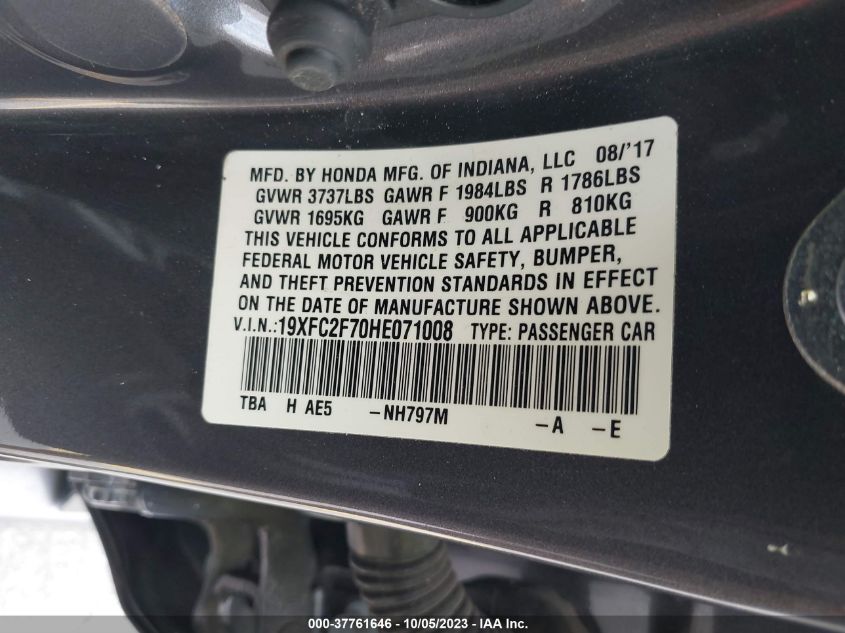 MFD. BY HONDA MFG. OF INDIANA, LLC 08/'17
GVWR 3737LBS GAWR F 1984LBS R 1786LBS
GVWR 1695KG GAWR F 900KG R 810KG
THIS VEHICLE CONFORMS TO ALL APPLICABLE
FEDERAL MOTOR VEHICLE SAFETY, BUMPER,
AND THEFT PREVENTION STANDARDS IN EFFECT
ON THE DATE OF MANUFACTURE SHOWN ABOVE.
V.I.N.:19XFC2F70HE071008 TYPE: PASSENGER CAR
TBA H AE5 -NH797M -A -E
000-37761646 - 10/05/2023 - IAA Inc.